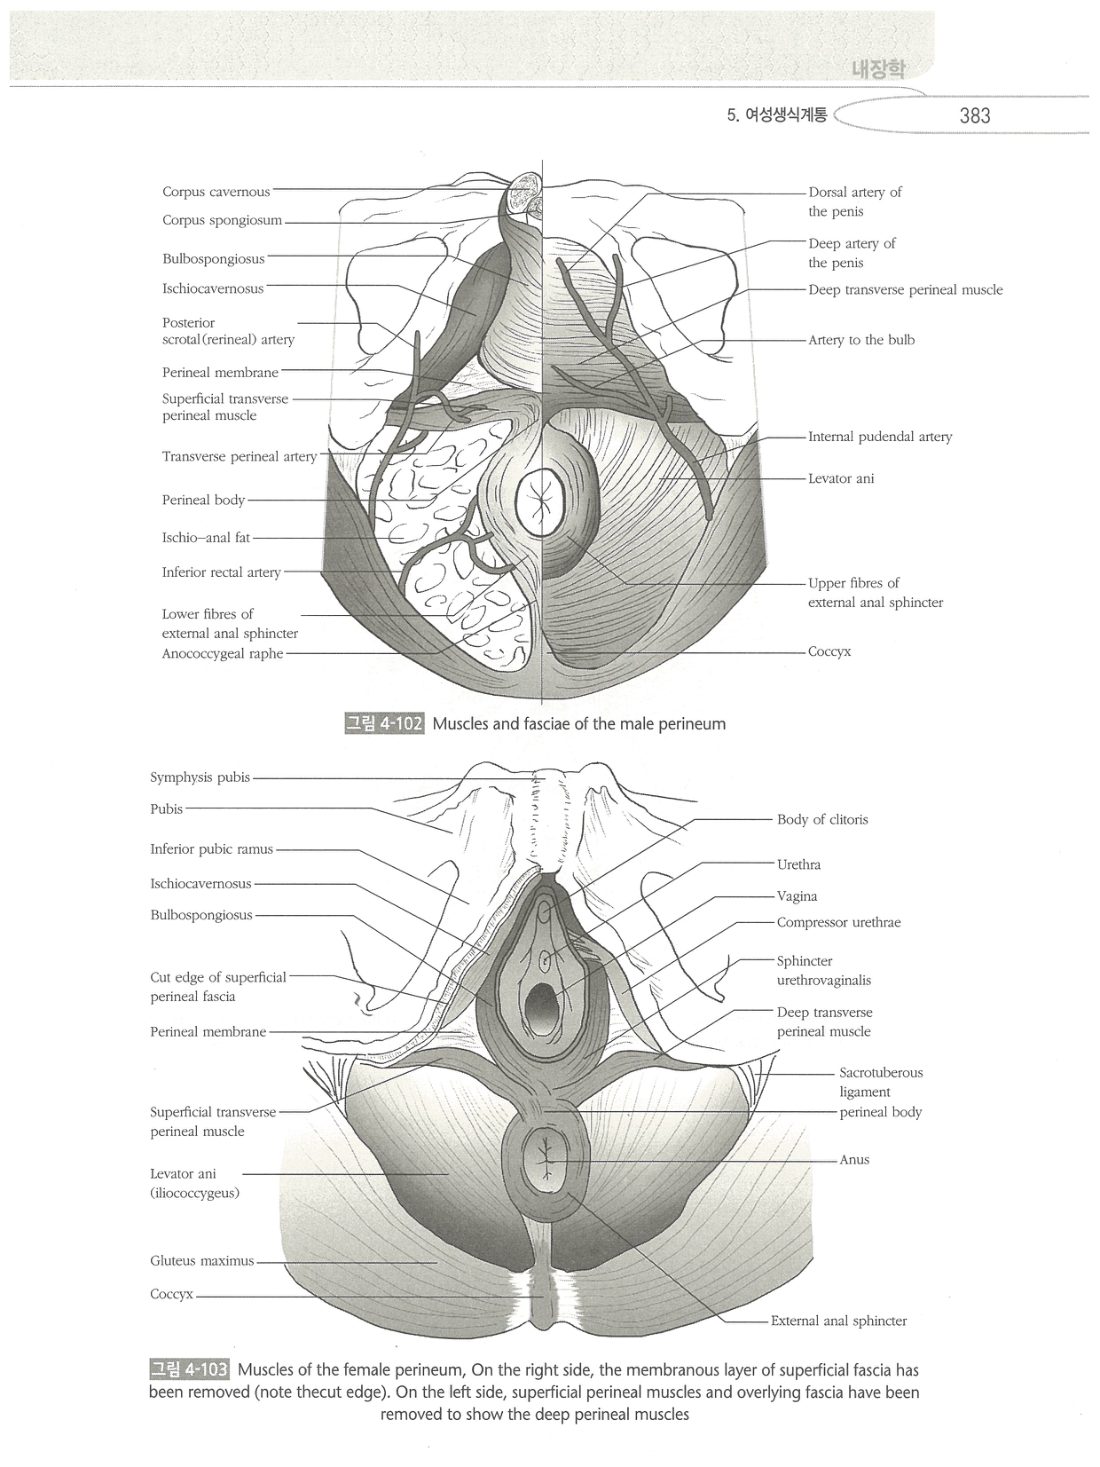 내장학
5. 여성생식계통
383
Corpus cavernous
Corpus spongiosum
Bulbospongiosus
Ischiocavernosus
Posterior
scrotal(rerineal) artery
Perineal membrane
Superficial transverse
perineal muscle
Transverse perineal artery
Perineal body
Ischio-anal fat
Inferior rectal artery
Lower fibres of
external anal sphincter
Anococcygeal raphe
Dorsal artery of
the penis
Deep artery of
the penis
Deep transverse perineal muscle
Artery to the bulb
Internal pudendal artery
Levator ani
Upper fibres of
external anal sphincter
Coccyx
그림 4-102 Muscles and fasciae of the male perineum
Symphysis pubis
Pubis
Inferior pubic ramus
Ischiocavernosus
Bulbospongiosus
Cut edge of superficial
perineal fascia
Perineal membrane
Superficial transverse
perineal muscle
Levator ani
(iliococcygeus)
Gluteus maximus
Coccyx
Body of clitoris
Urethra
Vagina
Compressor urethrae
Sphincter
urethrovaginalis
Deep transverse
perineal muscle
Sacrotuberous
ligament
perineal body
Anus
External anal sphincter
그림 4-103 Muscles of the female perineum, On the right side, the membranous layer of superficial fascia has
been removed (note thecut edge). On the left side, superficial perineal muscles and overlying fascia have been
removed to show the deep perineal muscles